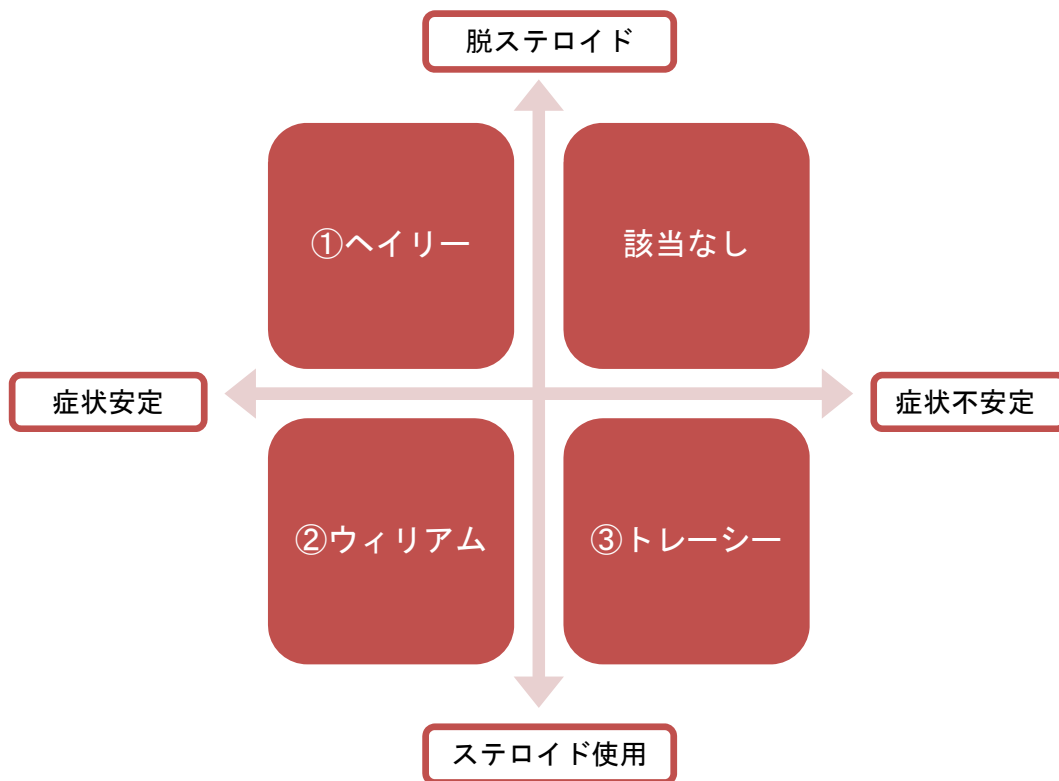 脱ステロイド
①ヘイリー
該当なし
症状安定
症状不安定
②ウィリアム
③トレーシー
ステロイド使用